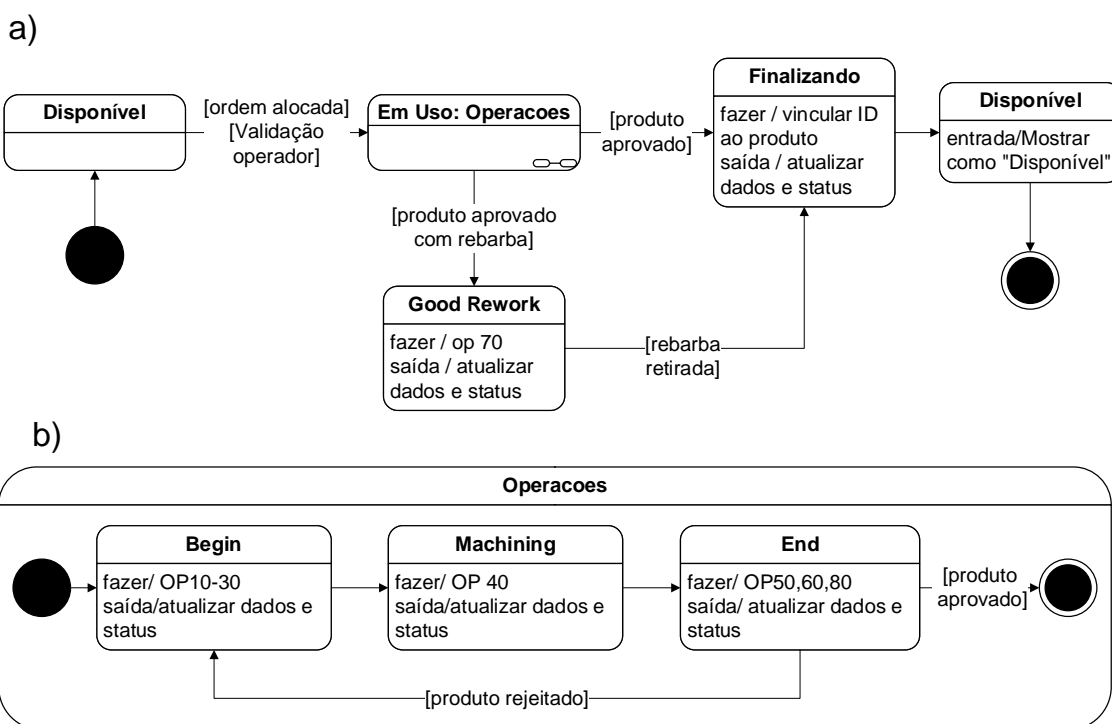 a)
Disponível
[ordem alocada]
[Validação
operador]
Em Uso: Operacoes
[produto
aprovado]
Finalizando
fazer / vincular ID
ao produto
saída / atualizar
dados e status
Disponível
entrada/Mostrar
como "Disponível"
[produto aprovado
com rebarba]
Good Rework
fazer / op 70
saída / atualizar
dados e status
[rebarba
retirada]
b)
Operacoes
Begin
fazer/ OP10-30
saída/atualizar dados e
status
Machining
fazer/ OP 40
saída/atualizar dados e
status
End
fazer/ OP50,60,80
saída/ atualizar dados e
status
[produto
aprovado]
[produto rejeitado]